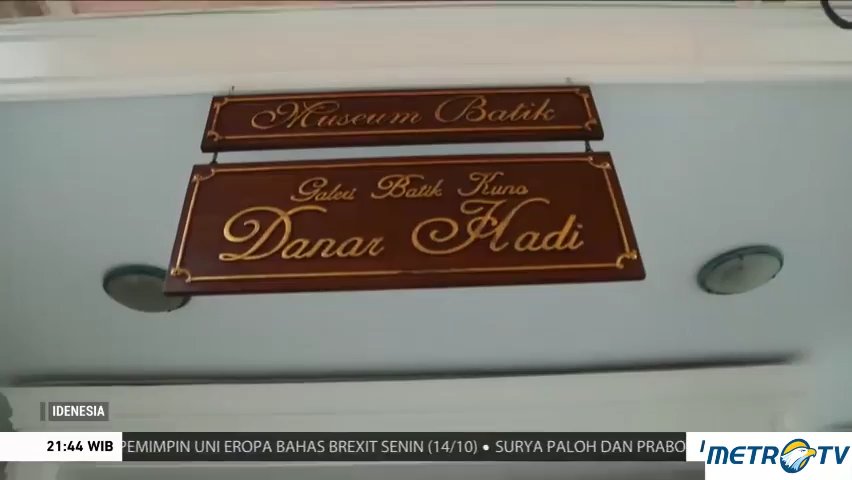 Museum Batik
Galeri Batik Kuno
Danar Hadi
IDENESIA
21:44 WIB
PEMIMPIN UNI EROPA BAHAS BREXIT SENIN (14/10) • SURYA PALOH DAN PRABO
METRO TV